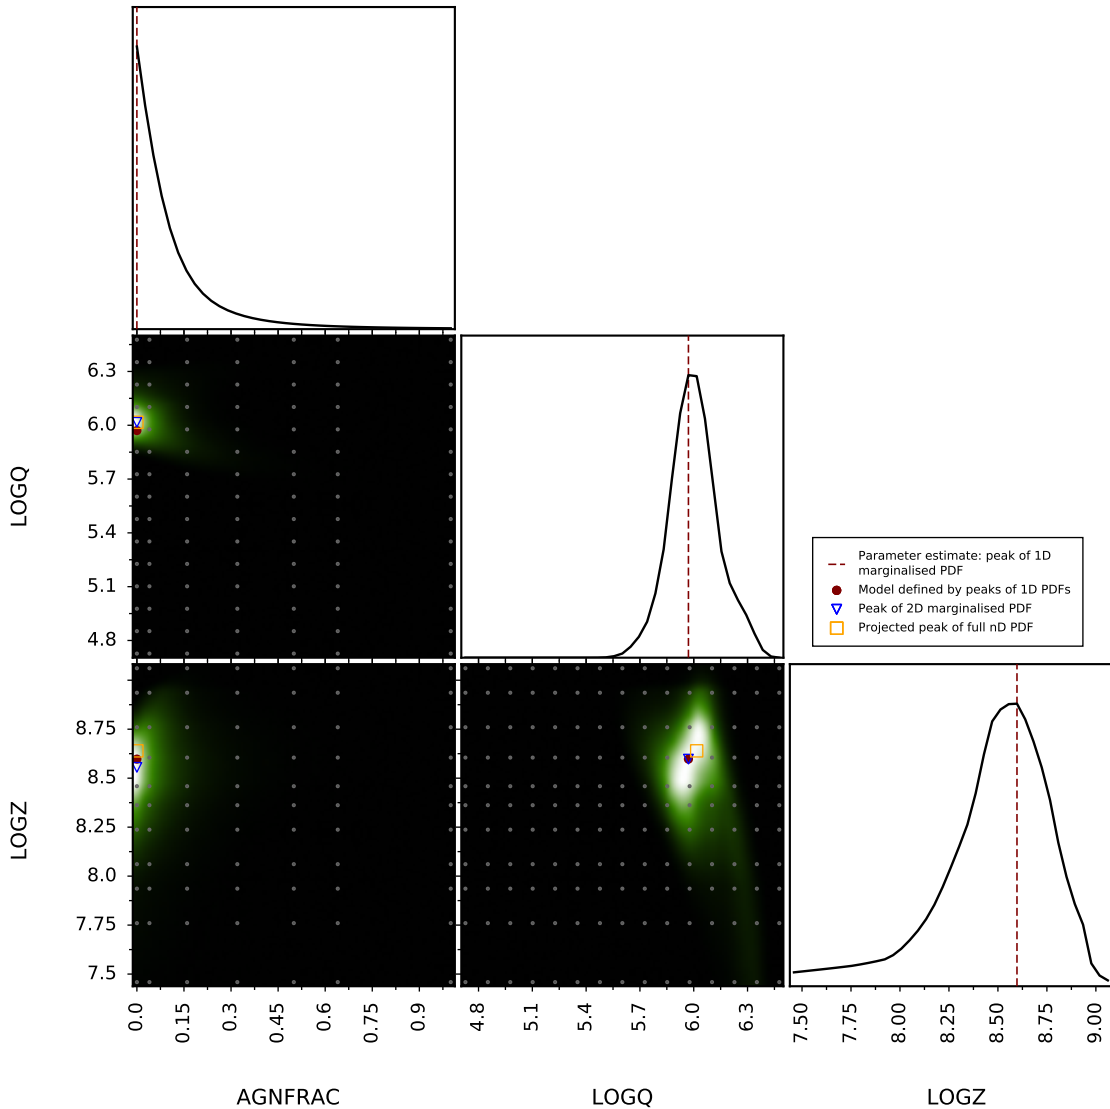 6.3
6.0
5.7
5.4
5.1
4.8
LOGQ
Parameter estimate: peak of 1D
marginalised PDF
Model defined by peaks of 1D PDFs
Peak of 2D marginalised PDF
Projected peak of full nD PDF
8.75
8.5
8.25
8.0
7.75
7.5
LOGZ
0.0 0.15 0.3 0.45 0.6 0.75 0.9
4.8 5.1 5.4 5.7 6.0 6.3
7.50 7.75 8.00 8.25 8.50 8.75 9.00
AGNFRAC
LOGQ
LOGZ